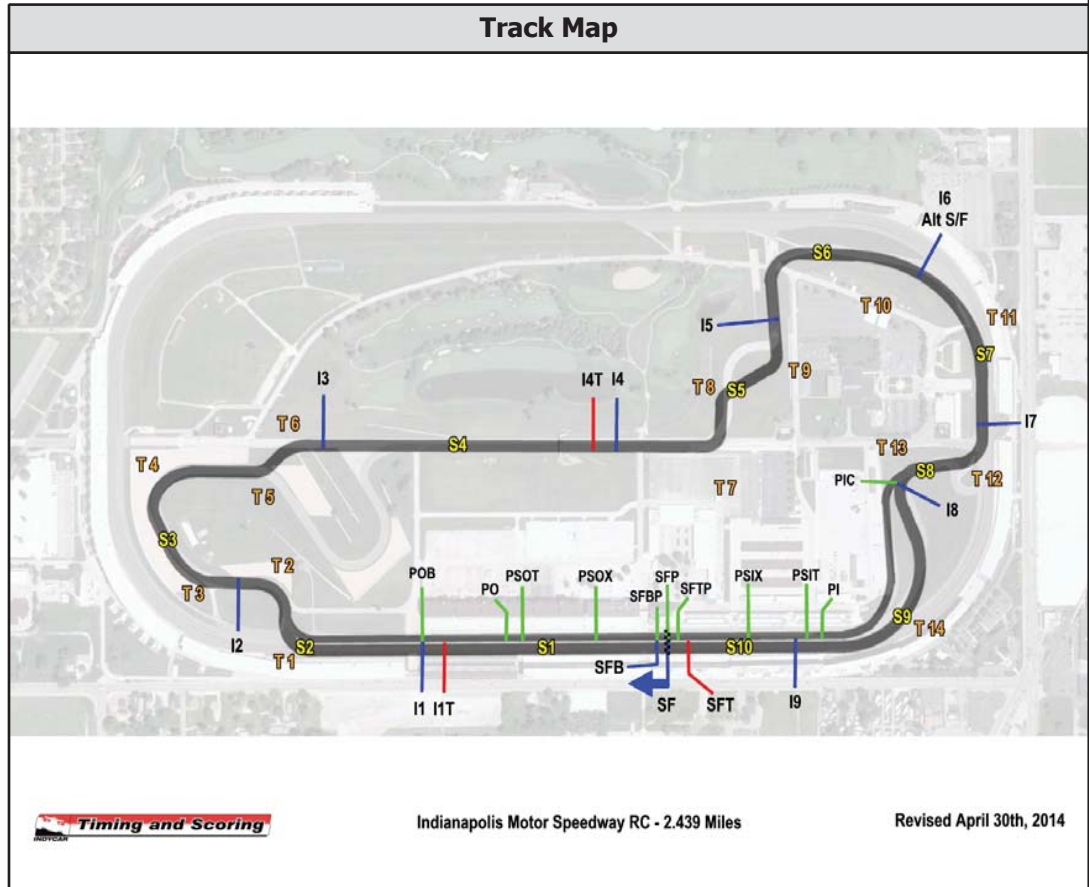 Track Map
I6
Alt S/F
S6
T 10
T 11
I5
S7
T 9
T 8
S5
I3
I4T
I4
T 6
S4
I7
T 13
T 4
S8
T 12
PIC
T 5
T 7
I8
S3
T 2
POB
PO
PSOT
PSOX
SFBP
SFP
SFTP
PSIX
PSIT
PI
T 3
S9
T 14
I2
S2
S1
S10
T 1
SFB
I1
I1T
SF
SFT
I9
INDYCAR
Timing and Scoring
Indianapolis Motor Speedway RC - 2.439 Miles
Revised April 30th, 2014